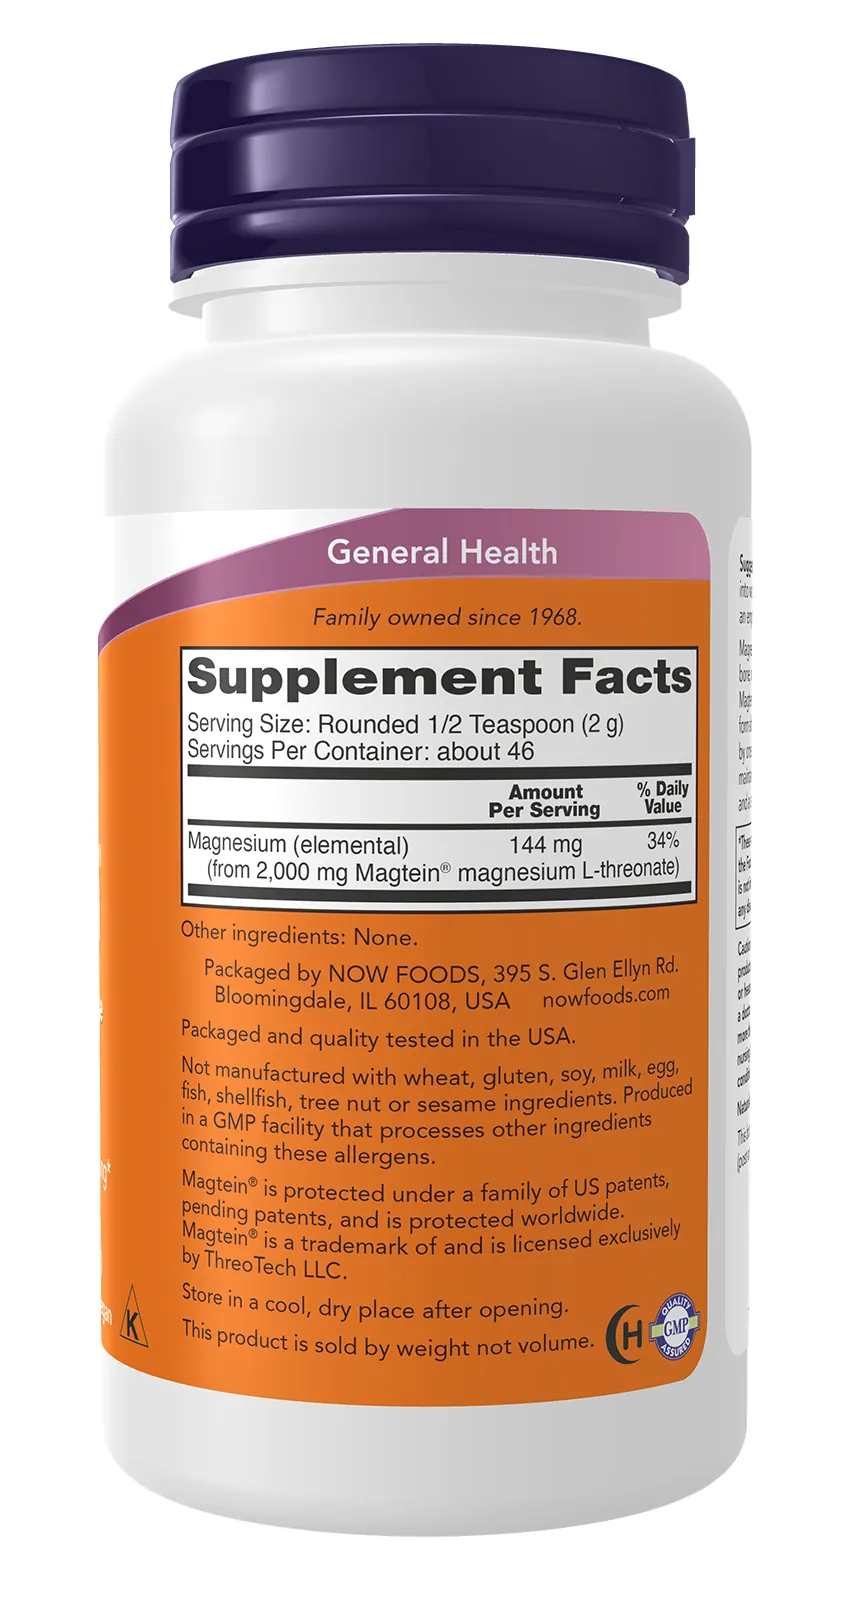 General Health
Family owned since 1968.
Supplement Facts
Serving Size: Rounded 1/2 Teaspoon (2 g)
Servings Per Container: about 46
Amount Per Serving
% Daily Value
Magnesium (elemental) 144 mg 34%
(from 2,000 mg Magtein® magnesium L-threonate)
Other ingredients: None.
Packaged by NOW FOODS, 395 S. Glen Ellyn Rd.
Bloomingdale, IL 60108, USA nowfoods.com
Packaged and quality tested in the USA.
Not manufactured with wheat, gluten, soy, milk, egg,
fish, shellfish, tree nut or sesame ingredients. Produced
in a GMP facility that processes other ingredients
containing these allergens.
Magtein® is protected under a family of US patents,
pending patents, and is protected worldwide.
Magtein® is a trademark of and is licensed exclusively
by ThreoTech LLC.
Store in a cool, dry place after opening.
This product is sold by weight not volume.
K
H
QUALITY
GMP
ASSURED